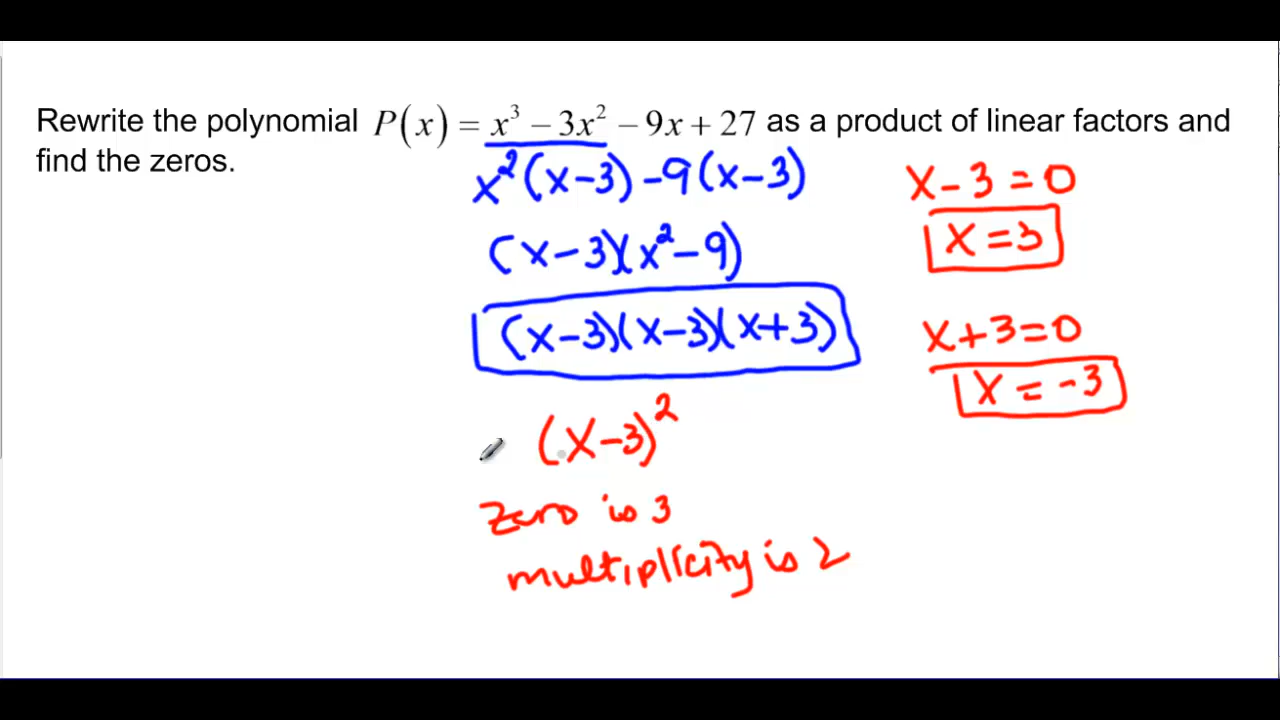 Rewrite the polynomial P(x) = x³ − 3x² − 9x + 27 as a product of linear factors and
find the zeros.
x²(x-3) -9(x-3)
(x-3)(x²-9)
(x-3)(x-3)(x+3)
(x-3)²
zero is 3
multiplicity is 2
x-3=0
x=3
x+3=0
x=-3